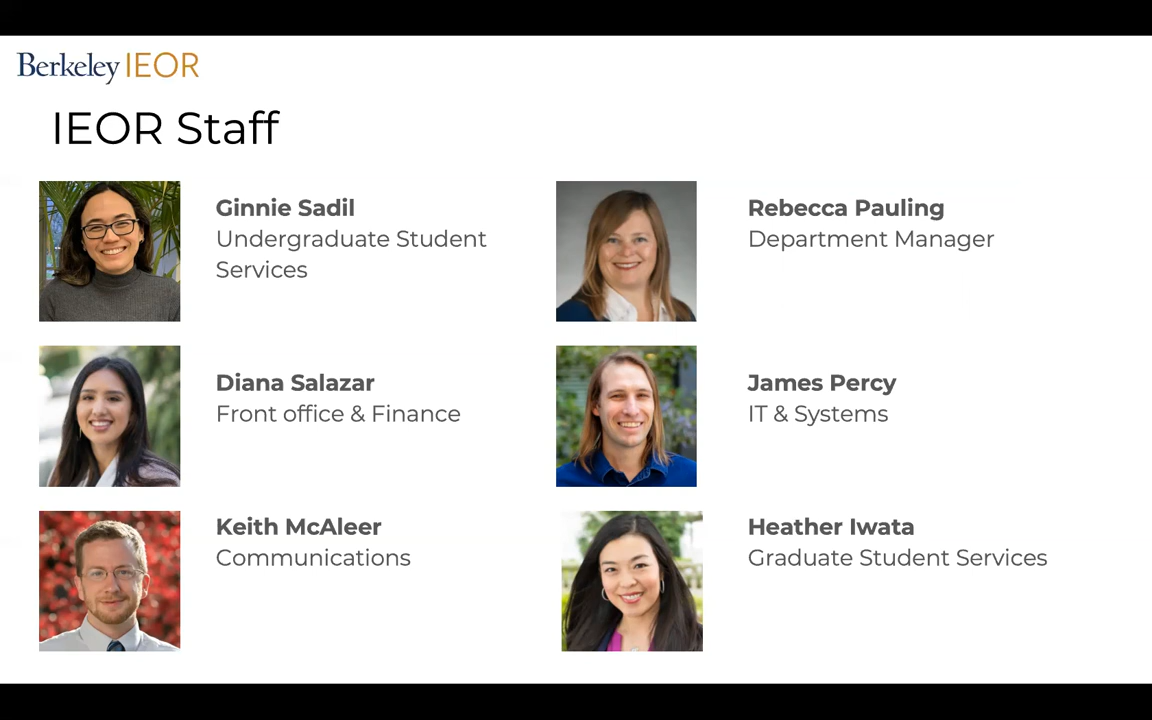 Berkeley IEOR
IEOR Staff
Ginnie Sadil
Undergraduate Student
Services
Rebecca Pauling
Department Manager
Diana Salazar
Front office & Finance
James Percy
IT & Systems
Keith McAleer
Communications
Heather Iwata
Graduate Student Services